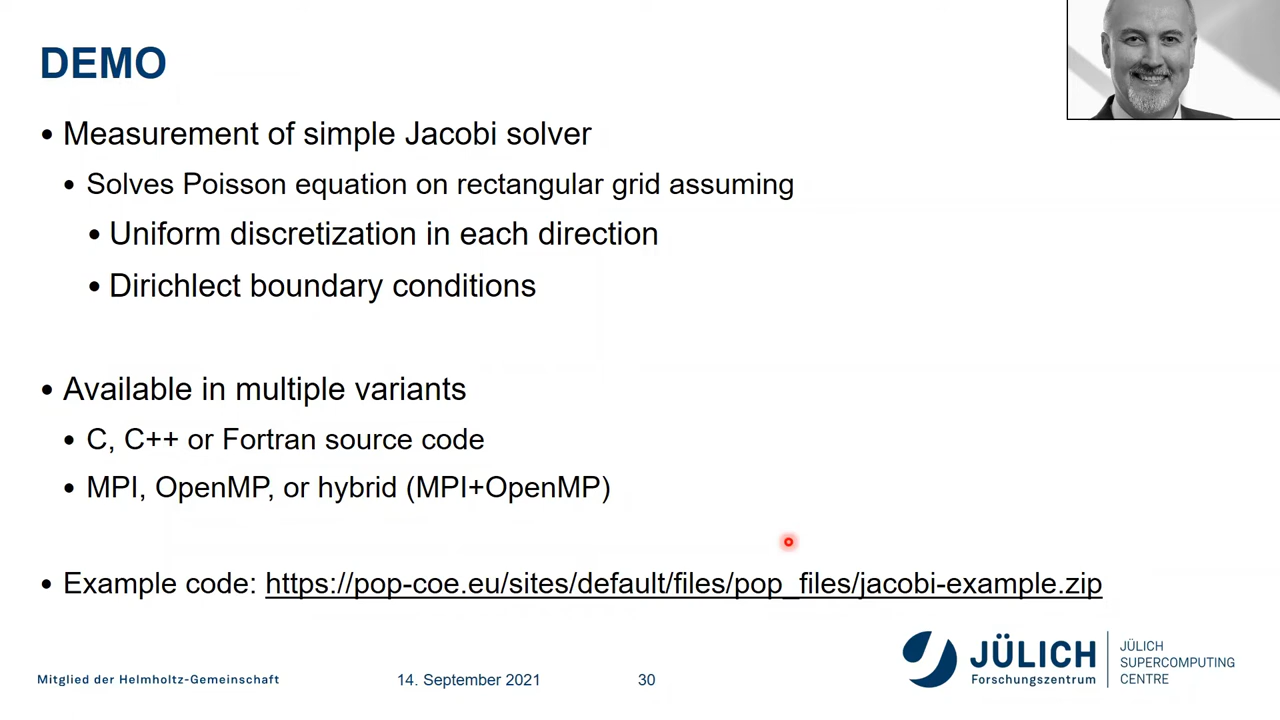 DEMO
• Measurement of simple Jacobi solver
• Solves Poisson equation on rectangular grid assuming
• Uniform discretization in each direction
• Dirichlect boundary conditions
• Available in multiple variants
• C, C++ or Fortran source code
• MPI, OpenMP, or hybrid (MPI+OpenMP)
• Example code: https://pop-coe.eu/sites/default/files/pop_files/jacobi-example.zip
Mitglied der Helmholtz-Gemeinschaft
14. September 2021
30
JÜLICH
Forschungszentrum
JÜLICH
SUPERCOMPUTING
CENTRE